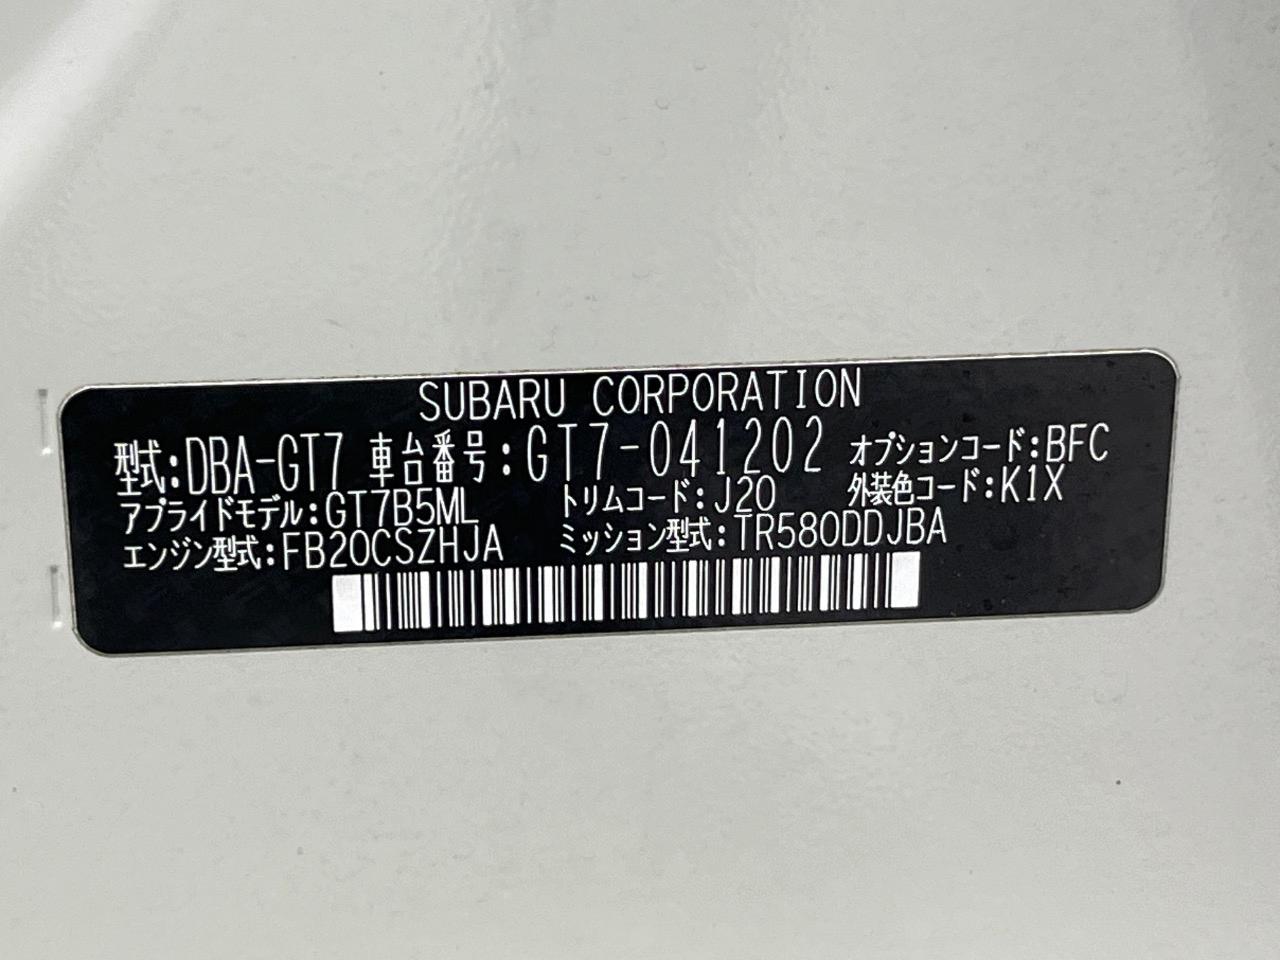 SUBARU CORPORATION
型式:DBA-GT7 車台番号:GT7-041202 オプションコード:BFC
アプライドモデル:GT7B5ML トリムコード:J20 外装色コード:K1X
エンジン型式:FB20CSZHJA ミッション型式:TR580DDJBA